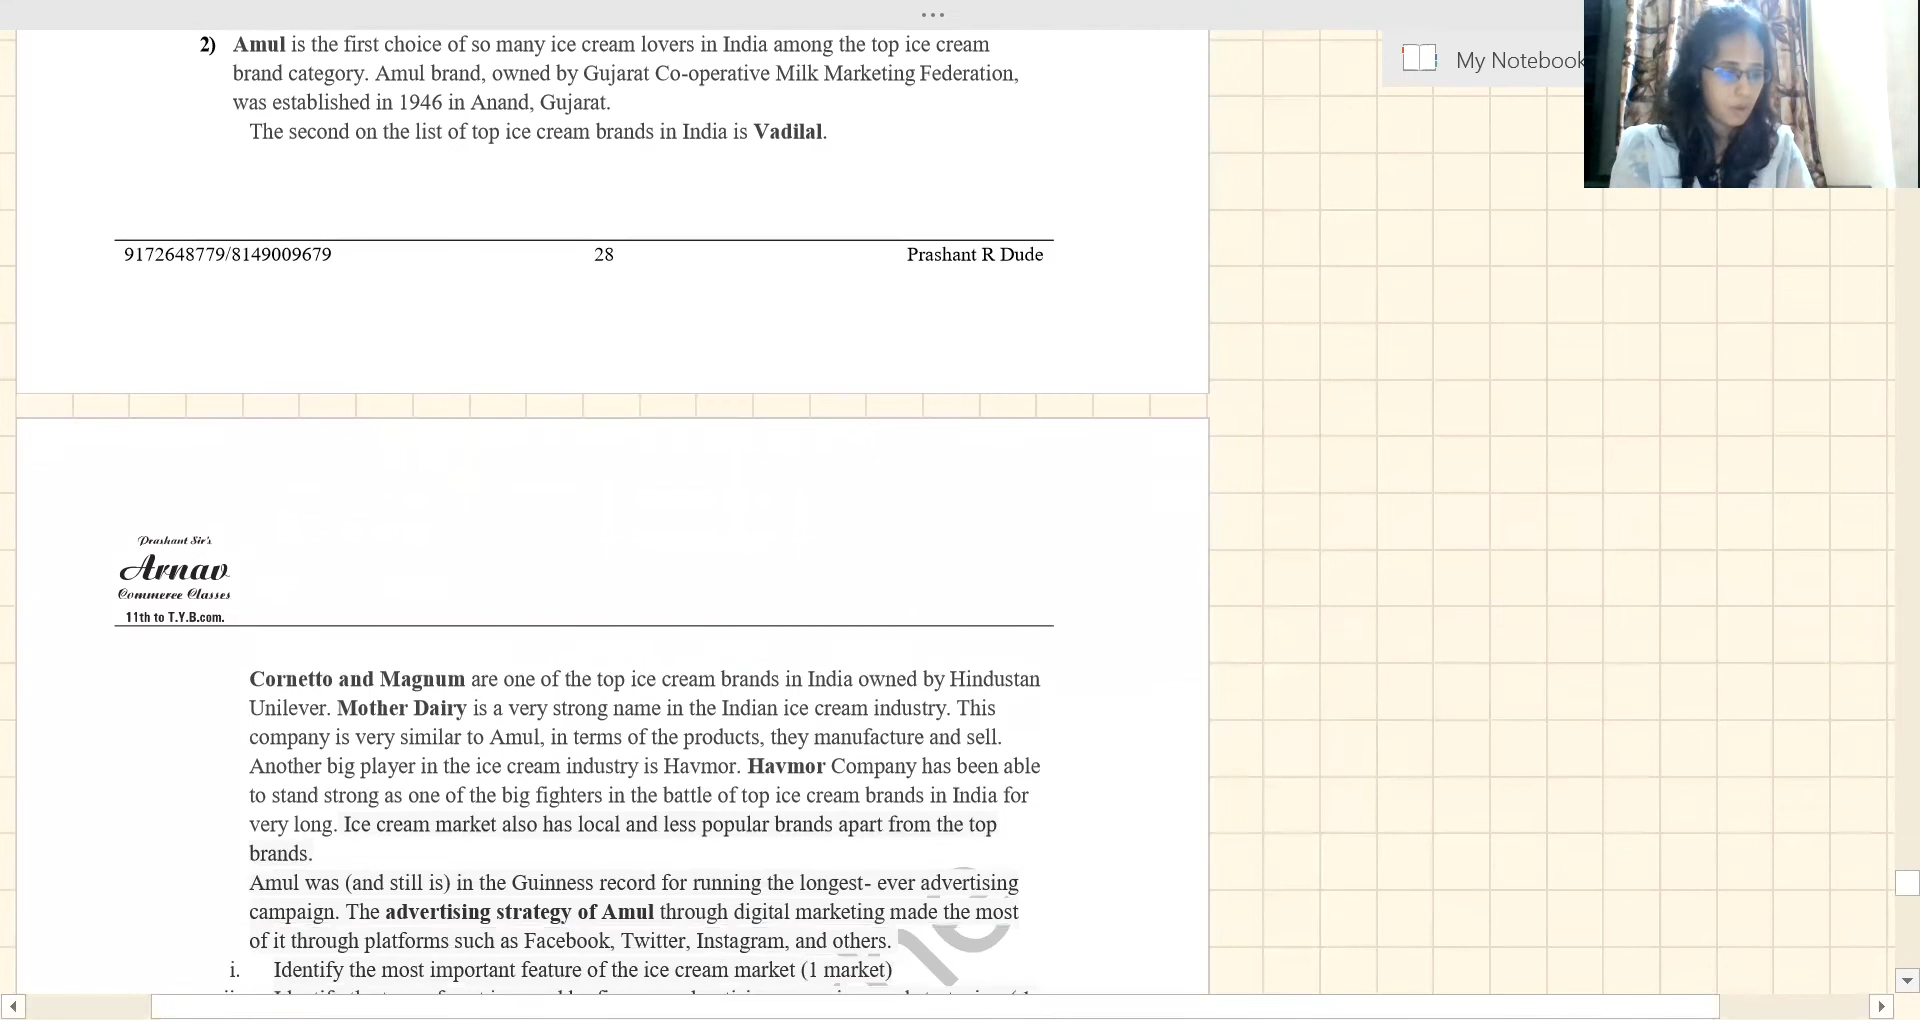 My Notebook
2) Amul is the first choice of so many ice cream lovers in India among the top ice cream
brand category. Amul brand, owned by Gujarat Co-operative Milk Marketing Federation,
was established in 1946 in Anand, Gujarat.
The second on the list of top ice cream brands in India is Vadilal.
9172648779/8149009679 28 Prashant R Dude
Prashant Sir's
Arnav
Commerce Classes
11th to T.Y.B.com.
Cornetto and Magnum are one of the top ice cream brands in India owned by Hindustan
Unilever. Mother Dairy is a very strong name in the Indian ice cream industry. This
company is very similar to Amul, in terms of the products, they manufacture and sell.
Another big player in the ice cream industry is Havmor. Havmor Company has been able
to stand strong as one of the big fighters in the battle of top ice cream brands in India for
very long. Ice cream market also has local and less popular brands apart from the top
brands.
Amul was (and still is) in the Guinness record for running the longest- ever advertising
campaign. The advertising strategy of Amul through digital marketing made the most
of it through platforms such as Facebook, Twitter, Instagram, and others.
i. Identify the most important feature of the ice cream market (1 market)